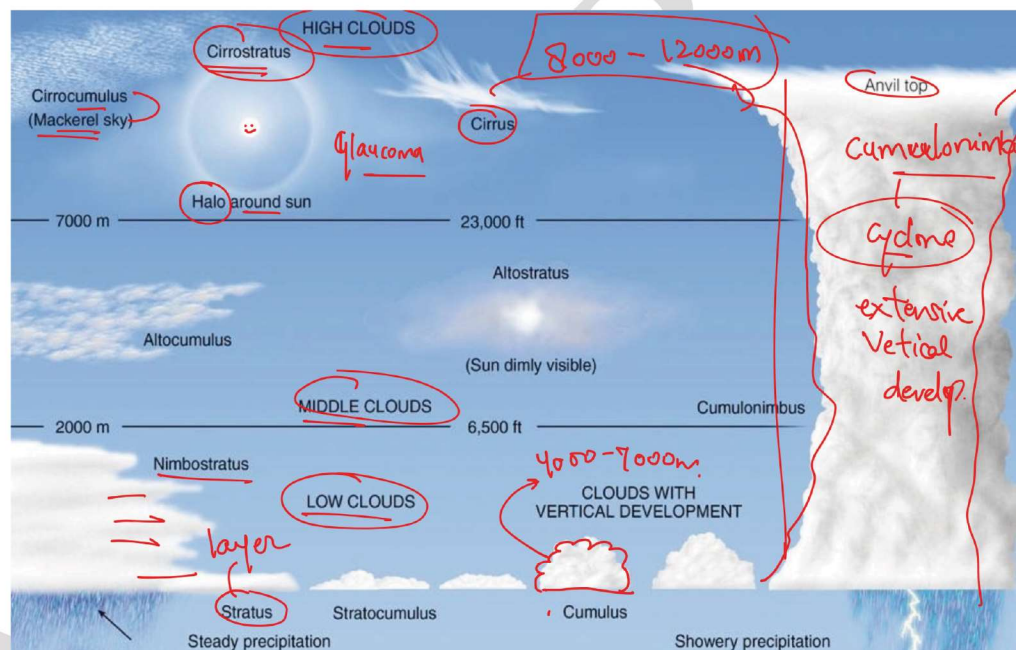 HIGH CLOUDS
Cirrostratus
8000 - 12000m
Cirrocumulus
(Mackerel sky)
Cirrus
Anvil top
Glaucoma
Cumulonimb
Halo around sun
7000 m
23,000 ft
Cyclone
Altostratus
extensive
Vetical
develop.
Altocumulus
(Sun dimly visible)
MIDDLE CLOUDS
Cumulonimbus
2000 m
6,500 ft
Nimbostratus
4000-7000m.
LOW CLOUDS
CLOUDS WITH
VERTICAL DEVELOPMENT
layer
Stratus
Stratocumulus
Cumulus
Steady precipitation
Showery precipitation